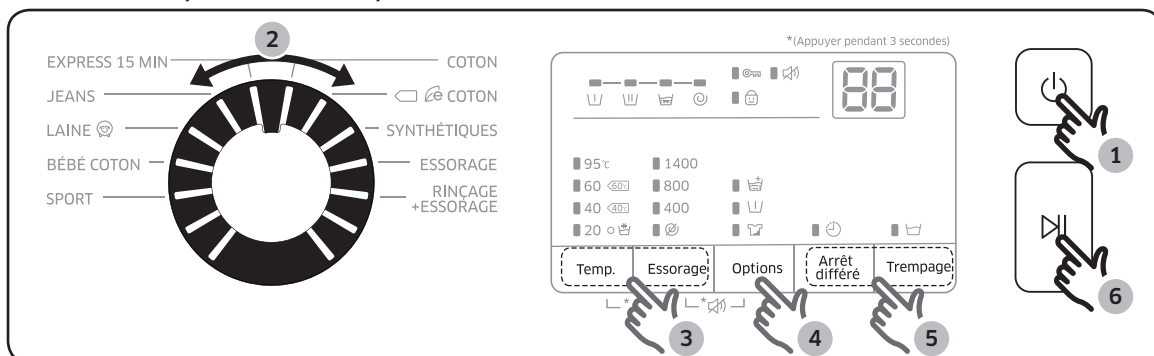 2
*(Appuyer pendant 3 secondes)
EXPRESS 15 MIN
COTON
JEANS
e COTON
LAINE
SYNTHÉTIQUES
BÉBÉ COTON
ESSORAGE
SPORT
RINÇAGE
+ESSORAGE
88
95℃ 1400
60 60℃ 800
40 40℃ 400
20
Temp. Essorage Options Arrêt différé Trempage
* *
3 4 5
1
6